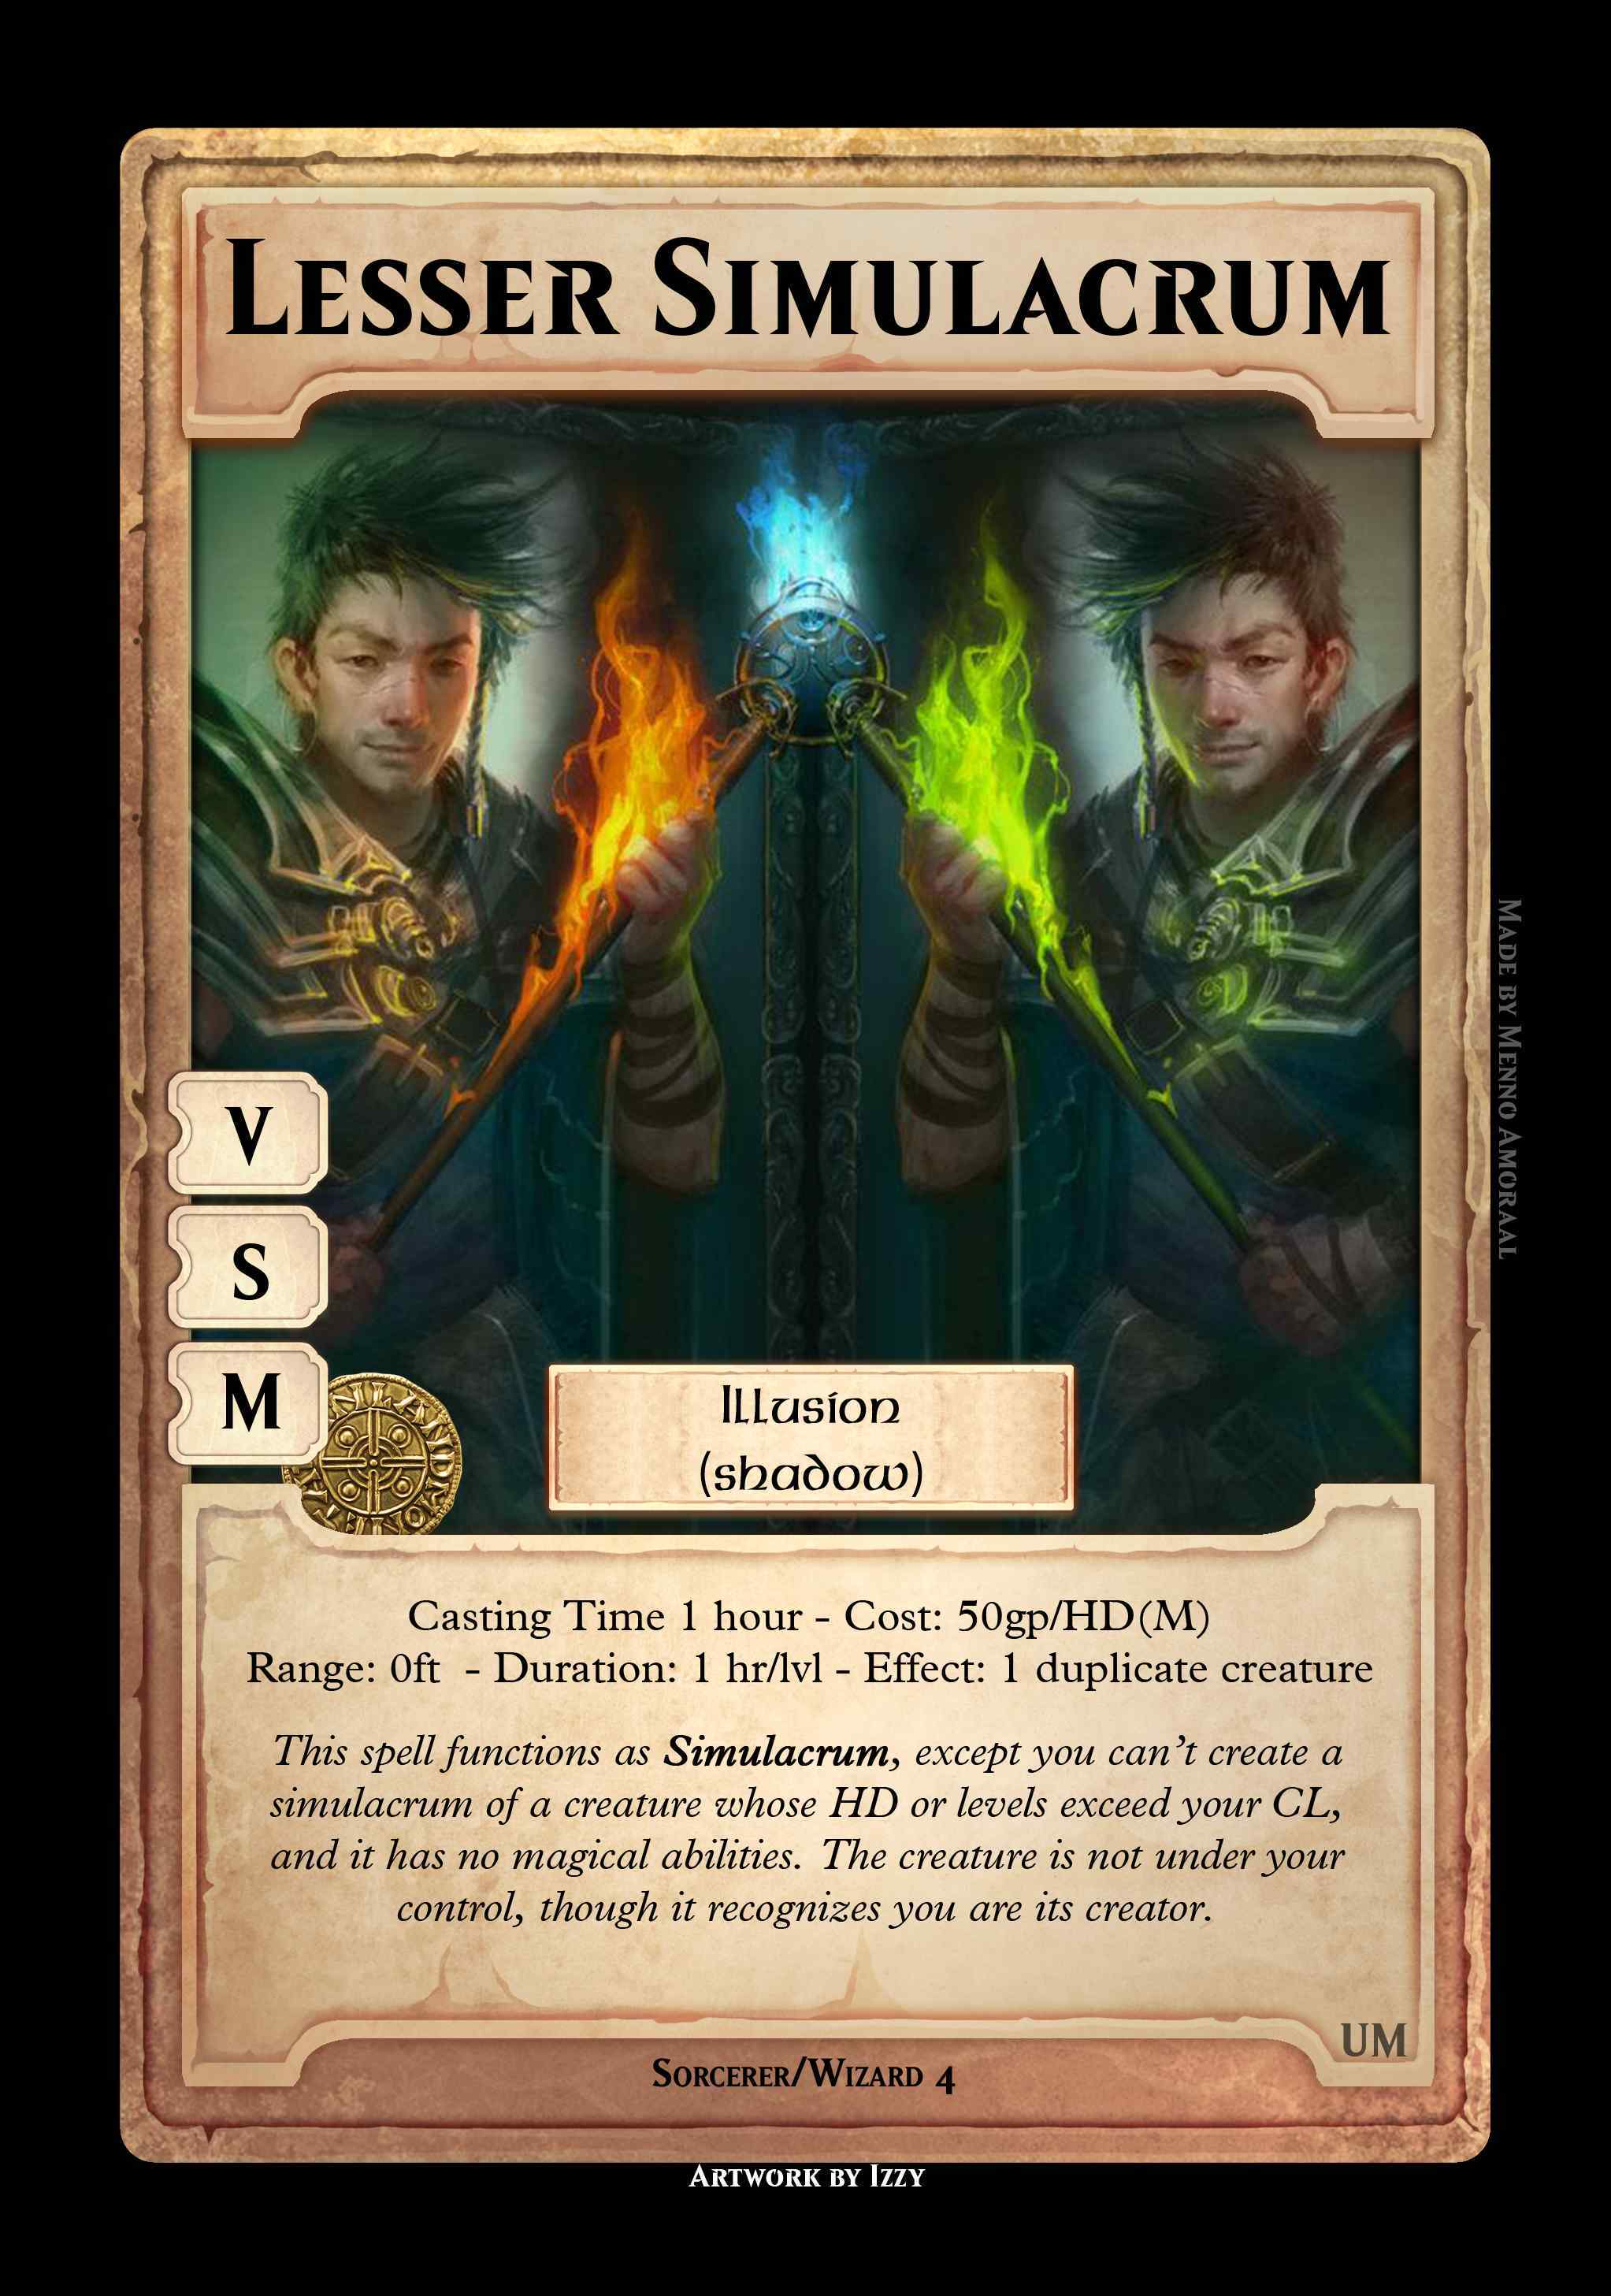 Lesser Simulacrum
V
S
M
Illusion
(shadow)
Casting Time 1 hour - Cost: 50gp/HD(M)
Range: 0ft - Duration: 1 hr/lvl - Effect: 1 duplicate creature
This spell functions as Simulacrum, except you can't create a
simulacrum of a creature whose HD or levels exceed your CL,
and it has no magical abilities. The creature is not under your
control, though it recognizes you are its creator.
UM
Sorcerer/Wizard 4
Artwork by Izzy
Made by Menno Amoraal